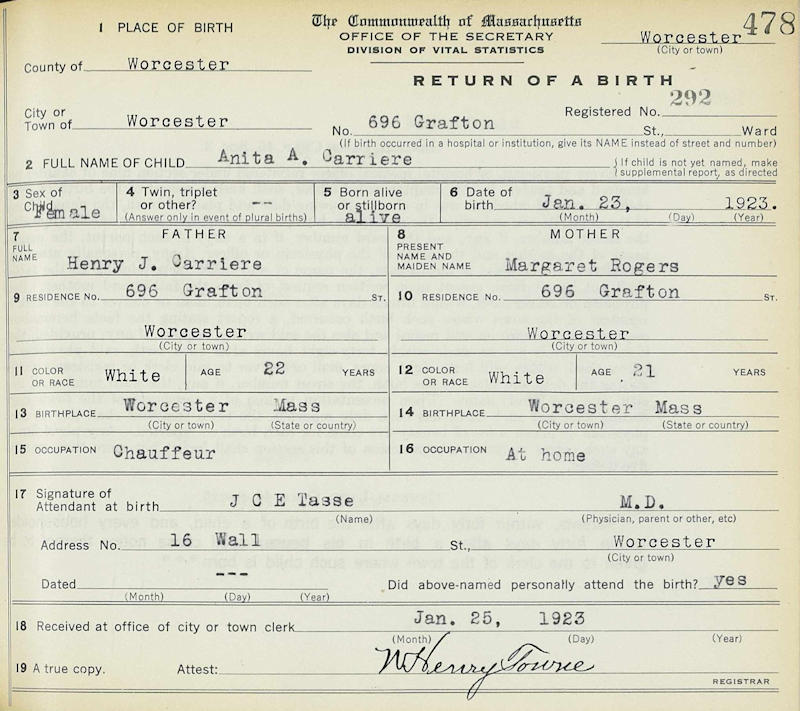 478
The Commonwealth of Massachusetts
1 PLACE OF BIRTH
OFFICE OF THE SECRETARY
Worcester
DIVISION OF VITAL STATISTICS
(City or town)
County of Worcester
RETURN OF A BIRTH
292
City or
Town of Worcester
Registered No.
No. 696 Grafton St., Ward
(If birth occurred in a hospital or institution, give its NAME instead of street and number)
2 FULL NAME OF CHILD Anita A. Carriere
{ If child is not yet named, make
supplemental report, as directed
3 Sex of Child Female
4 Twin, triplet or other? --
(Answer only in event of plural births)
5 Born alive or stillborn alive
6 Date of birth Jan. 23, 1923.
(Month) (Day) (Year)
7 FATHER
FULL NAME Henry J. Carriere
8 MOTHER
PRESENT NAME AND MAIDEN NAME Margaret Rogers
9 RESIDENCE No. 696 Grafton ST.
Worcester
(City or town)
10 RESIDENCE No. 696 Grafton ST.
Worcester
(City or town)
11 COLOR OR RACE White AGE 22 YEARS
12 COLOR OR RACE White AGE 21 YEARS
13 BIRTHPLACE Worcester Mass
(City or town) (State or country)
14 BIRTHPLACE Worcester Mass
(City or town) (State or country)
15 OCCUPATION Chauffeur
16 OCCUPATION At home
17 Signature of
Attendant at birth J C E Tasse M.D.
(Name) (Physician, parent or other, etc)
Address No. 16 Wall St., Worcester
(City or town)
Dated --- Did above-named personally attend the birth? yes
(Month) (Day) (Year)
18 Received at office of city or town clerk Jan. 25, 1923
(Month) (Day) (Year)
19 A true copy. Attest: W Henry Towne
REGISTRAR